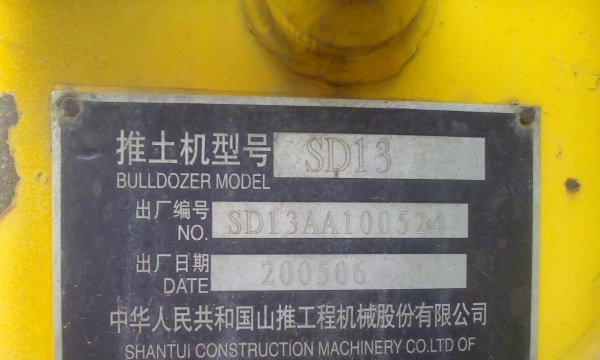 推土机型号 SD13
BULLDOZER MODEL
出厂编号 SD13AA100524
NO.
出厂日期 200506
DATE
中华人民共和国山推工程机械股份有限公司
SHANTUi CONSTRUCTION MACHINERY CO.LTD OF